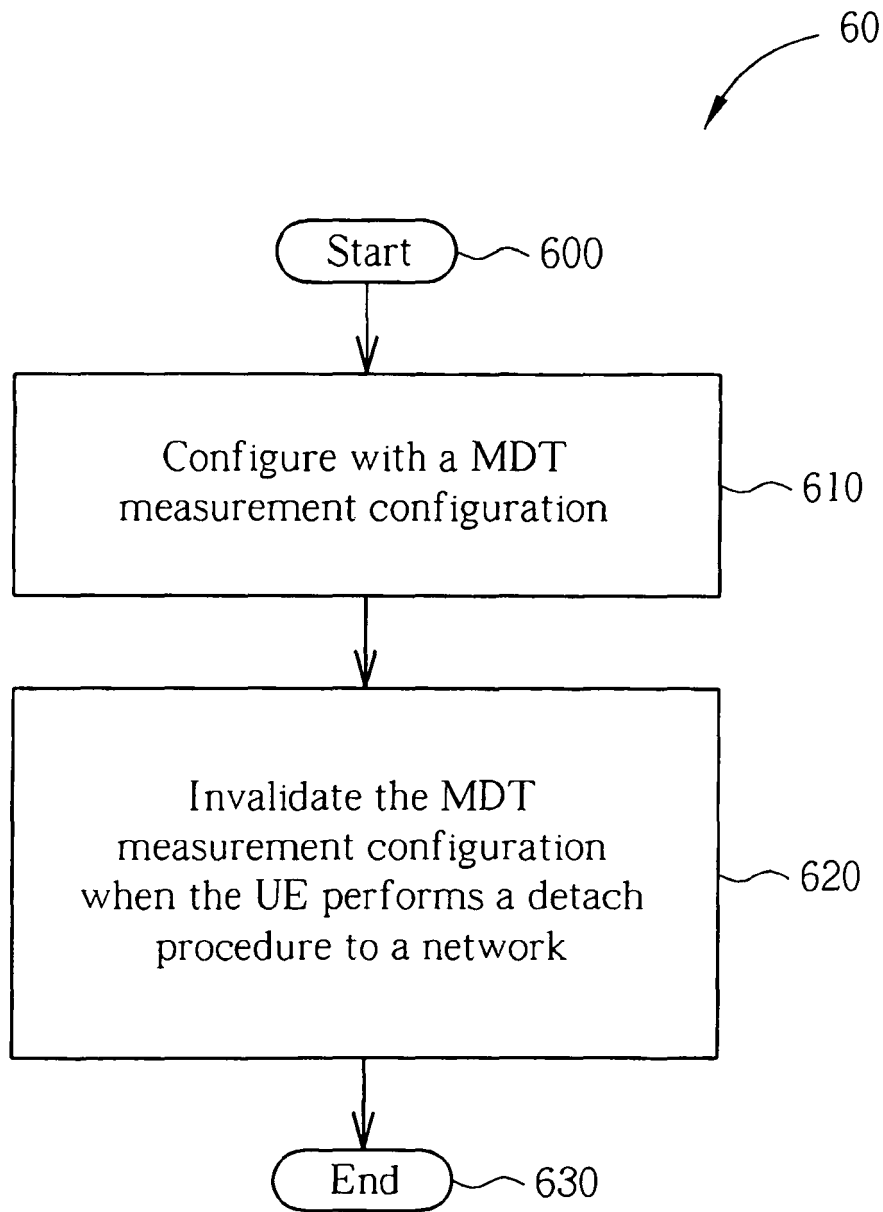 60
Start
600
Configure with a MDT
measurement configuration
610
Invalidate the MDT
measurement configuration
when the UE performs a detach
procedure to a network
620
End
630